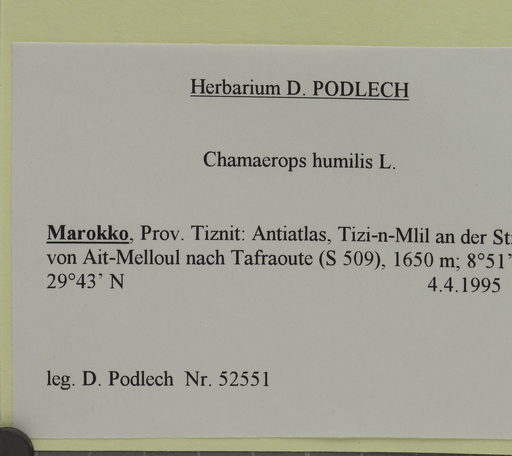 Herbarium D. PODLECH
Chamaerops humilis L.
Marokko, Prov. Tiznit: Antiatlas, Tizi-n-Mlil an der
von Ait-Melloul nach Tafraoute (S 509), 1650 m; 8°51'
29°43' N 4.4.1995
leg. D. Podlech Nr. 52551